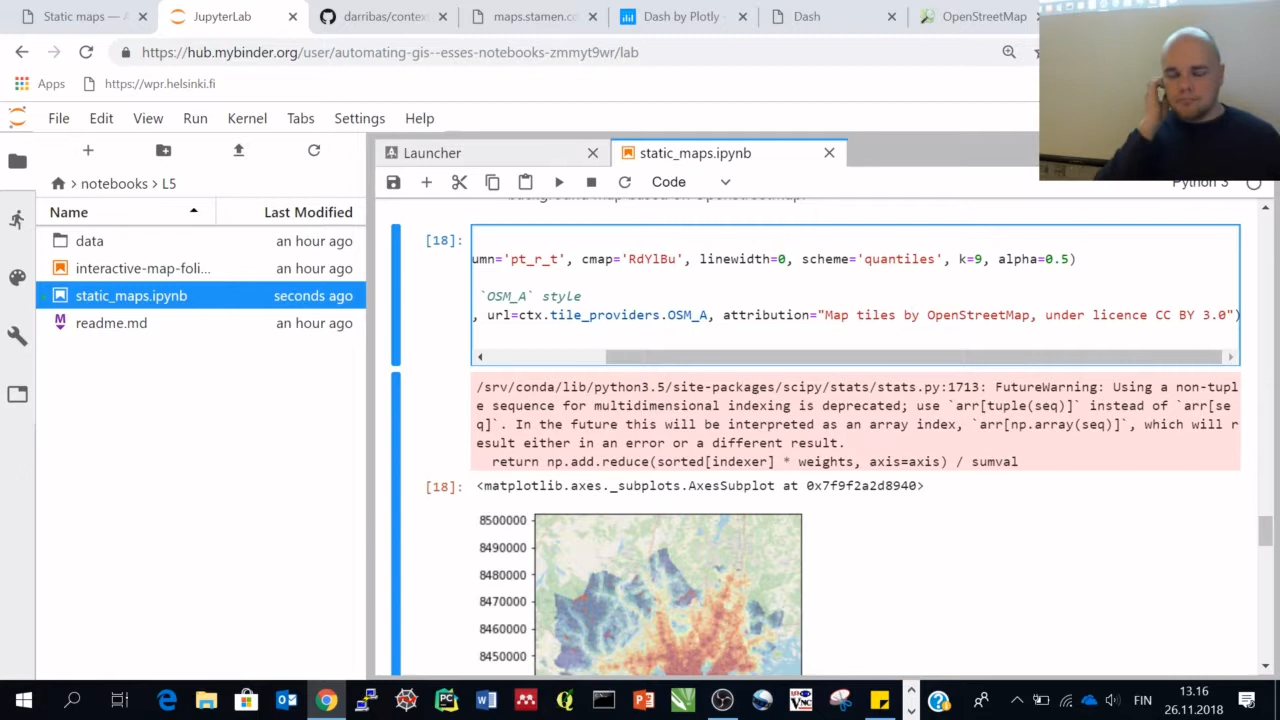 Static maps —
JupyterLab
darribas/contex
maps.stamen.co
Dash by Plotly
Dash
OpenStreetMap
https://hub.mybinder.org/user/automating-gis--esses-notebooks-zmmyt9wr/lab
Apps
https://wpr.helsinki.fi
File Edit View Run Kernel Tabs Settings Help
Launcher
static_maps.ipynb
notebooks > L5
Code
Python 3
Name
Last Modified
data an hour ago
interactive-map-foli... an hour ago
static_maps.ipynb seconds ago
readme.md an hour ago
background map based on OpenStreetMap.
[18]:
umn='pt_r_t', cmap='RdYlBu', linewidth=0, scheme='quantiles', k=9, alpha=0.5)
`OSM_A` style
, url=ctx.tile_providers.OSM_A, attribution="Map tiles by OpenStreetMap, under licence CC BY 3.0")
/srv/conda/lib/python3.5/site-packages/scipy/stats/stats.py:1713: FutureWarning: Using a non-tupl
e sequence for multidimensional indexing is deprecated; use `arr[tuple(seq)]` instead of `arr[se
q]`. In the future this will be interpreted as an array index, `arr[np.array(seq)]`, which will r
esult either in an error or a different result.
return np.add.reduce(sorted[indexer] * weights, axis=axis) / sumval
[18]: <matplotlib.axes._subplots.AxesSubplot at 0x7f9f2a2d8940>
8500000
8490000
8480000
8470000
8460000
8450000
FIN
13.16
26.11.2018